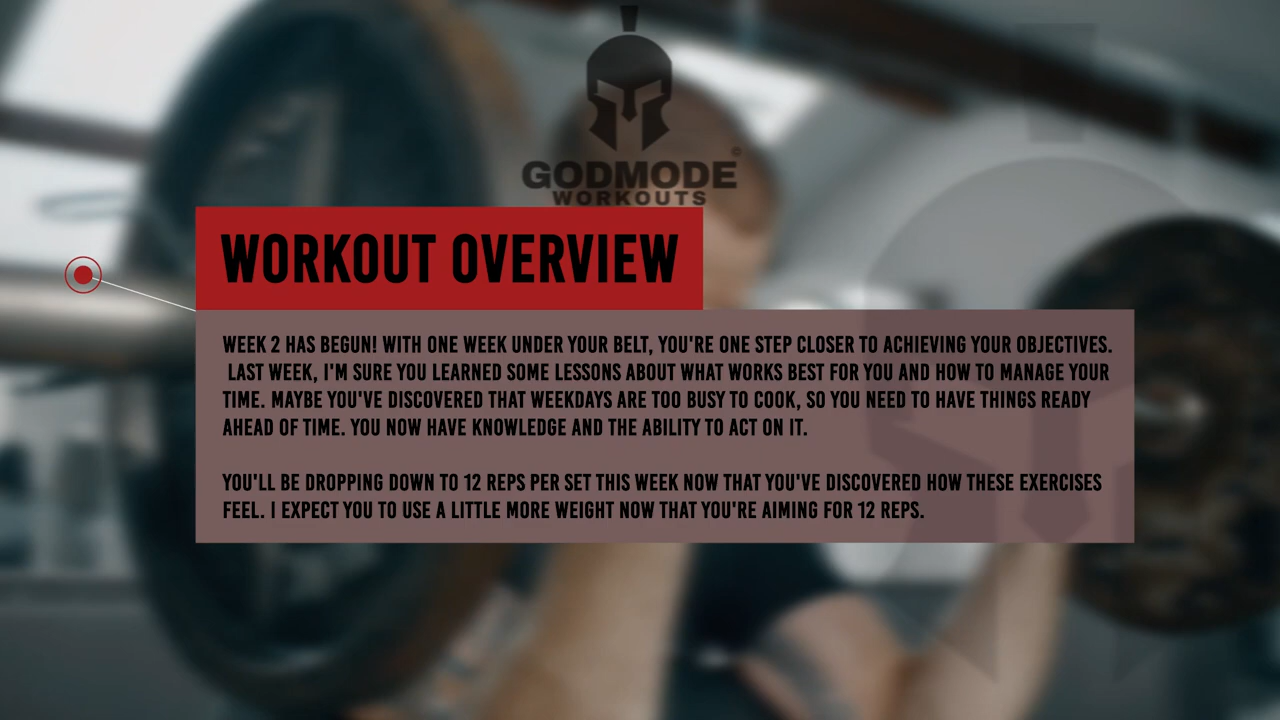 GODMODE
©
WORKOUTS
WORKOUT OVERVIEW
WEEK 2 HAS BEGUN! WITH ONE WEEK UNDER YOUR BELT, YOU'RE ONE STEP CLOSER TO ACHIEVING YOUR OBJECTIVES.
LAST WEEK, I'M SURE YOU LEARNED SOME LESSONS ABOUT WHAT WORKS BEST FOR YOU AND HOW TO MANAGE YOUR
TIME. MAYBE YOU'VE DISCOVERED THAT WEEKDAYS ARE TOO BUSY TO COOK, SO YOU NEED TO HAVE THINGS READY
AHEAD OF TIME. YOU NOW HAVE KNOWLEDGE AND THE ABILITY TO ACT ON IT.
YOU'LL BE DROPPING DOWN TO 12 REPS PER SET THIS WEEK NOW THAT YOU'VE DISCOVERED HOW THESE EXERCISES
FEEL. I EXPECT YOU TO USE A LITTLE MORE WEIGHT NOW THAT YOU'RE AIMING FOR 12 REPS.